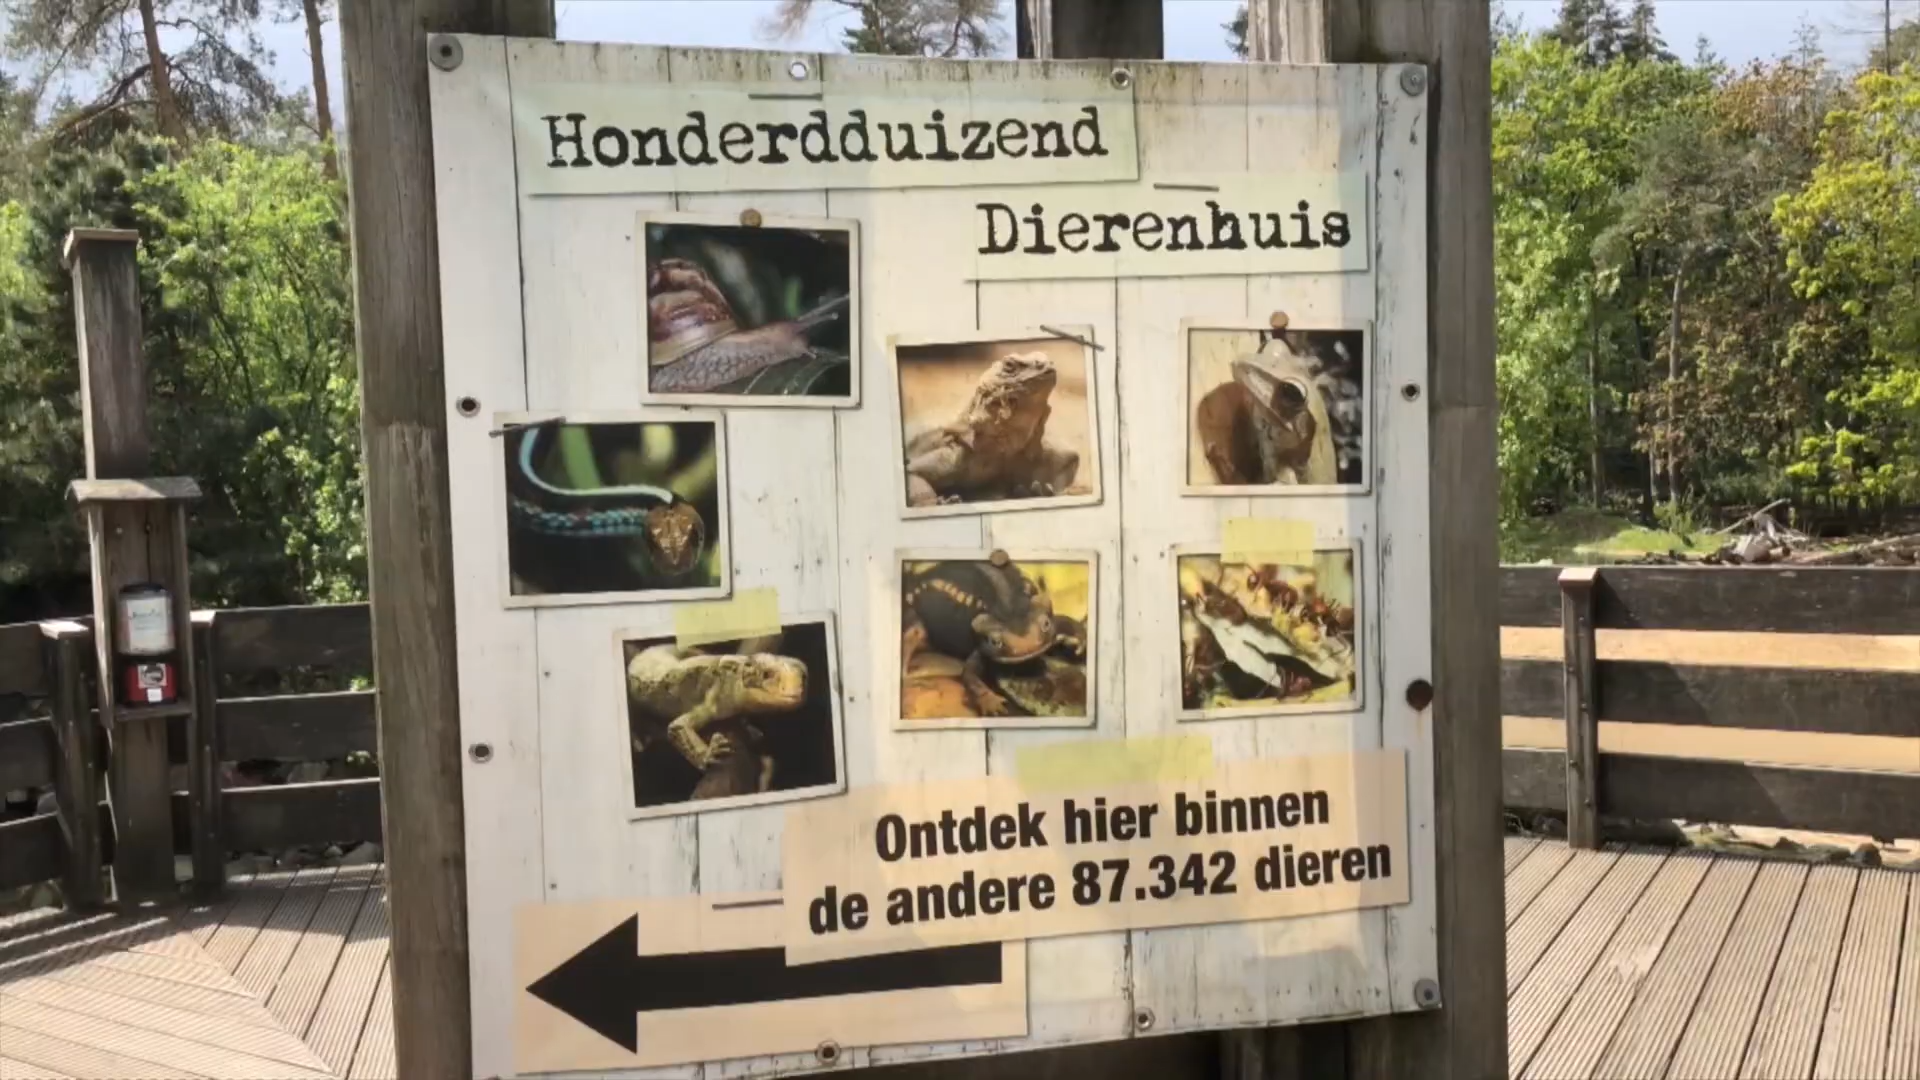 Honderdduizend
Dierenhuis
Ontdek hier binnen
de andere 87.342 dieren